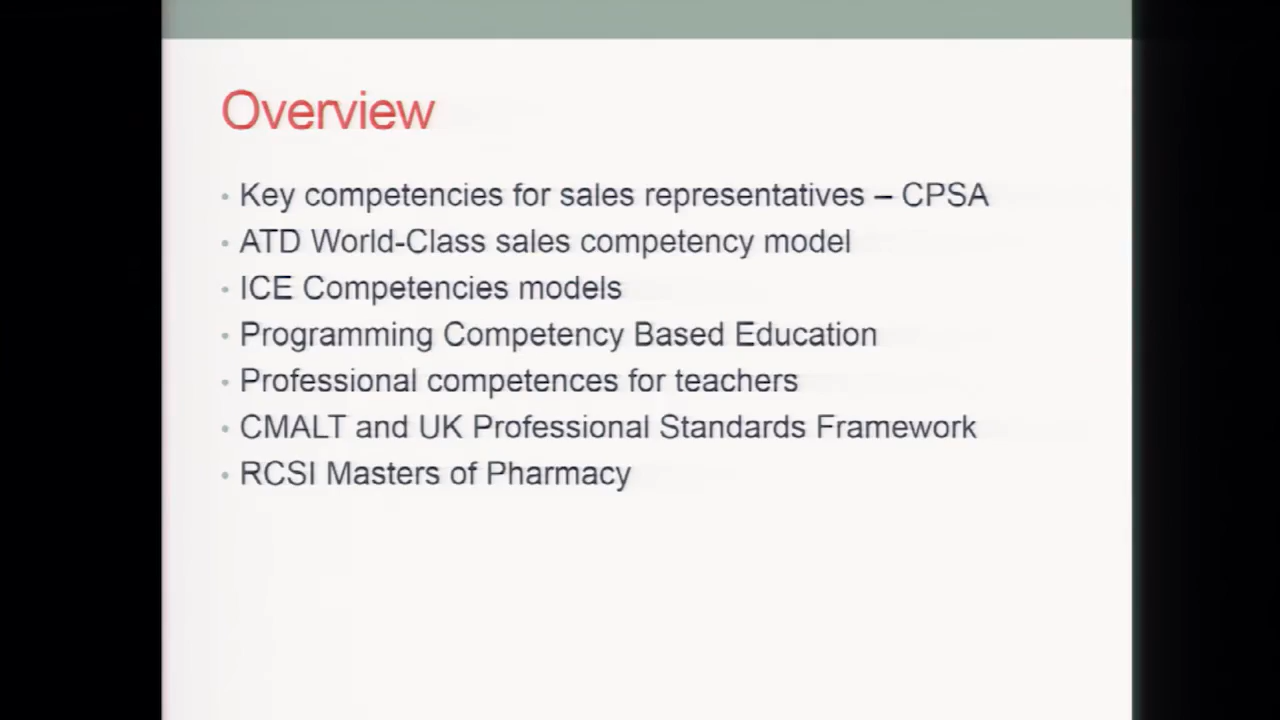 Overview
• Key competencies for sales representatives – CPSA
• ATD World-Class sales competency model
• ICE Competencies models
• Programming Competency Based Education
• Professional competences for teachers
• CMALT and UK Professional Standards Framework
• RCSI Masters of Pharmacy